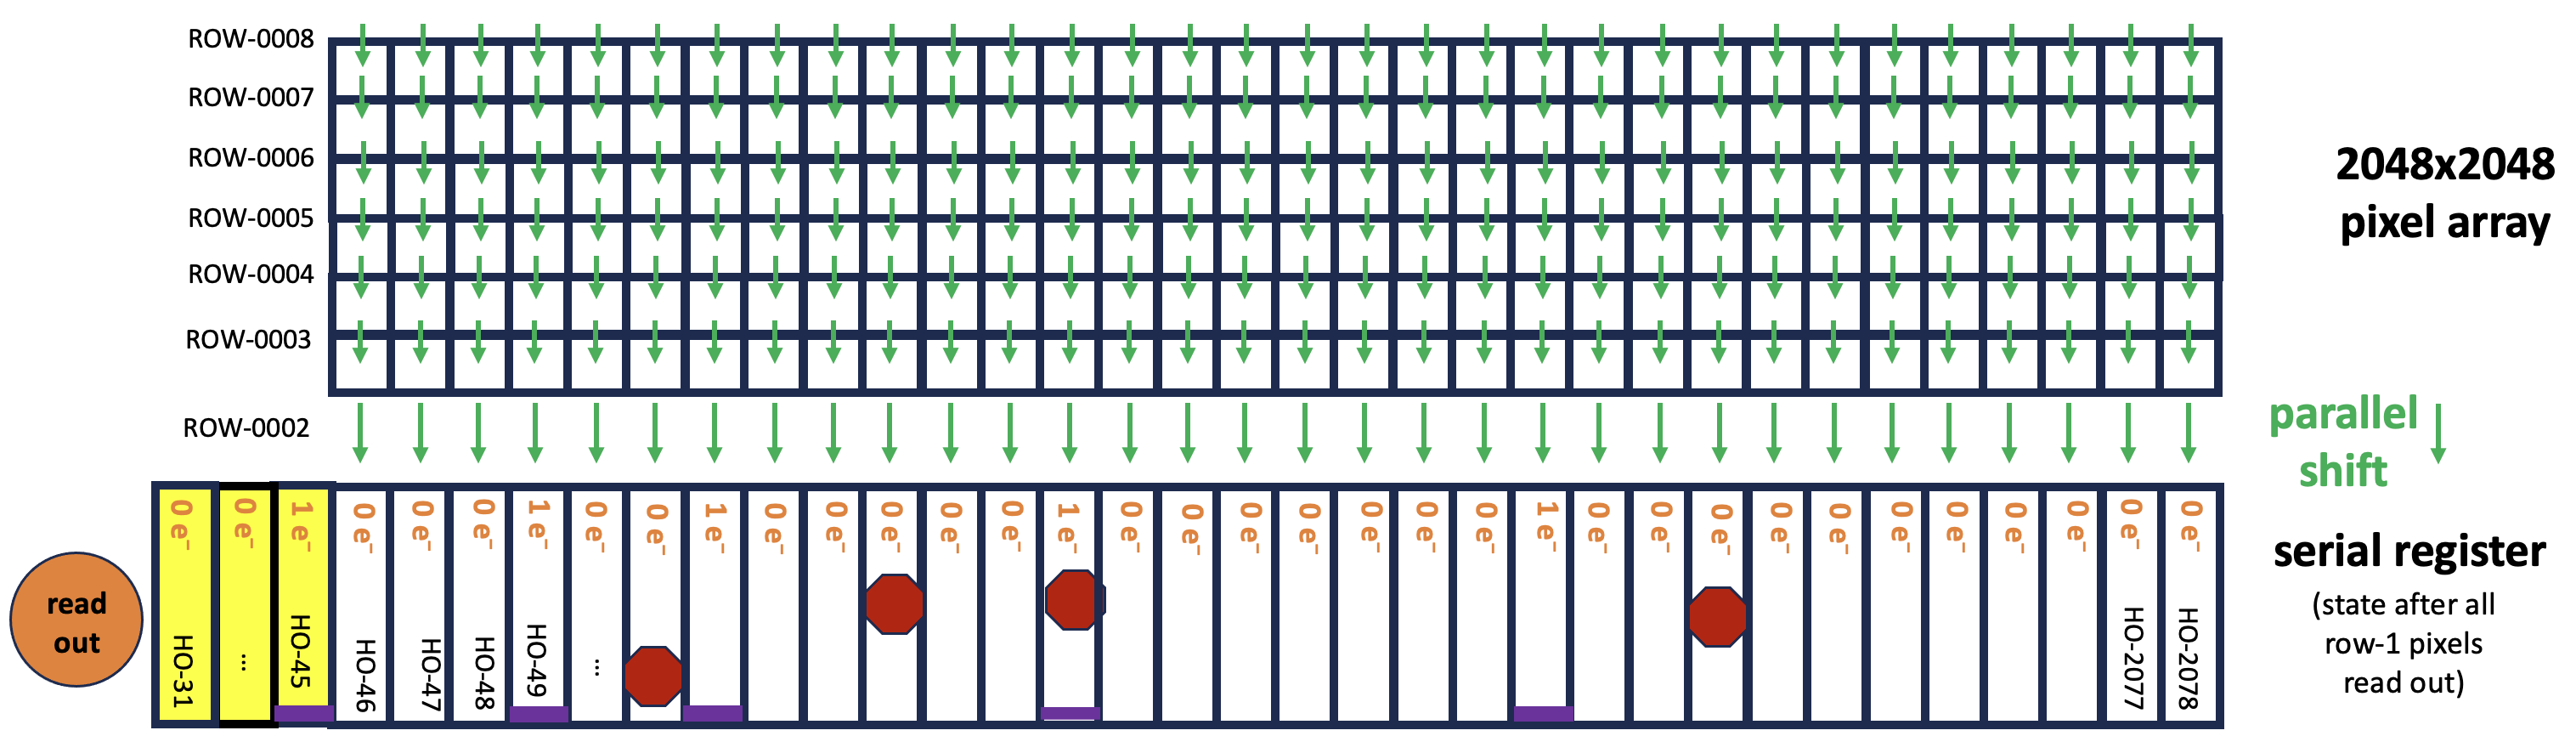 ROW-0008
ROW-0007
ROW-0006
ROW-0005
ROW-0004
ROW-0003
ROW-0002
2048x2048
pixel array
parallel
shift
serial register
(state after all
row-1 pixels
read out)
read
out
0 e⁻
0 e⁻
1 e⁻
0 e⁻
0 e⁻
0 e⁻
1 e⁻
0 e⁻
0 e⁻
1 e⁻
0 e⁻
0 e⁻
0 e⁻
0 e⁻
0 e⁻
1 e⁻
0 e⁻
0 e⁻
0 e⁻
0 e⁻
0 e⁻
0 e⁻
0 e⁻
1 e⁻
0 e⁻
0 e⁻
0 e⁻
0 e⁻
0 e⁻
0 e⁻
0 e⁻
0 e⁻
0 e⁻
0 e⁻
0 e⁻
HO-31
...
HO-45
HO-46
HO-47
HO-48
HO-49
...
HO-2077
HO-2078